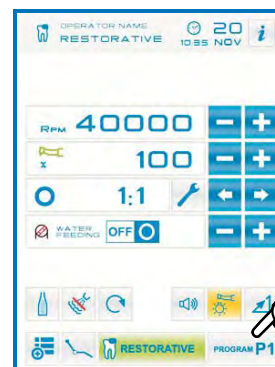 OPERATOR NAME
RESTORATIVE
10:35
20
NOV
i
RPM 40000 - +
x 100 - +
1:1
WATER
FEEDING
OFF - +
RESTORATIVE
PROGRAM P1